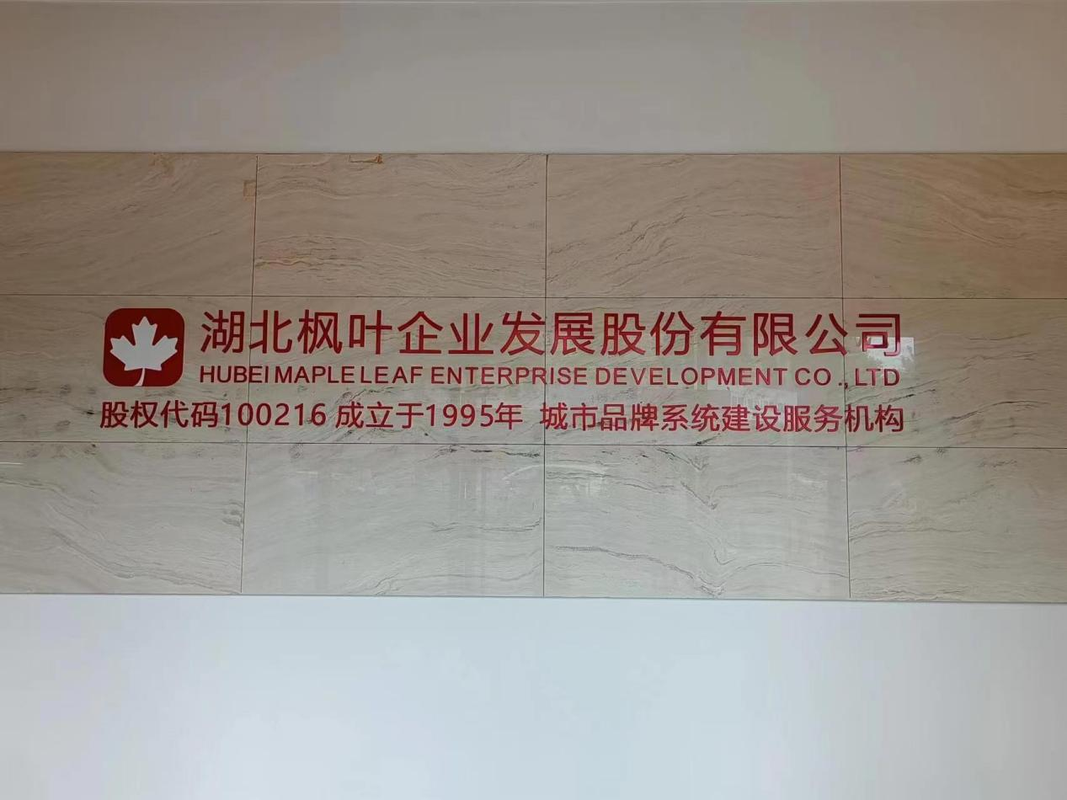 湖北枫叶企业发展股份有限公司
HUBEI MAPLE LEAF ENTERPRISE DEVELOPMENT CO ., LTD
股权代码100216 成立于1995年 城市品牌系统建设服务机构